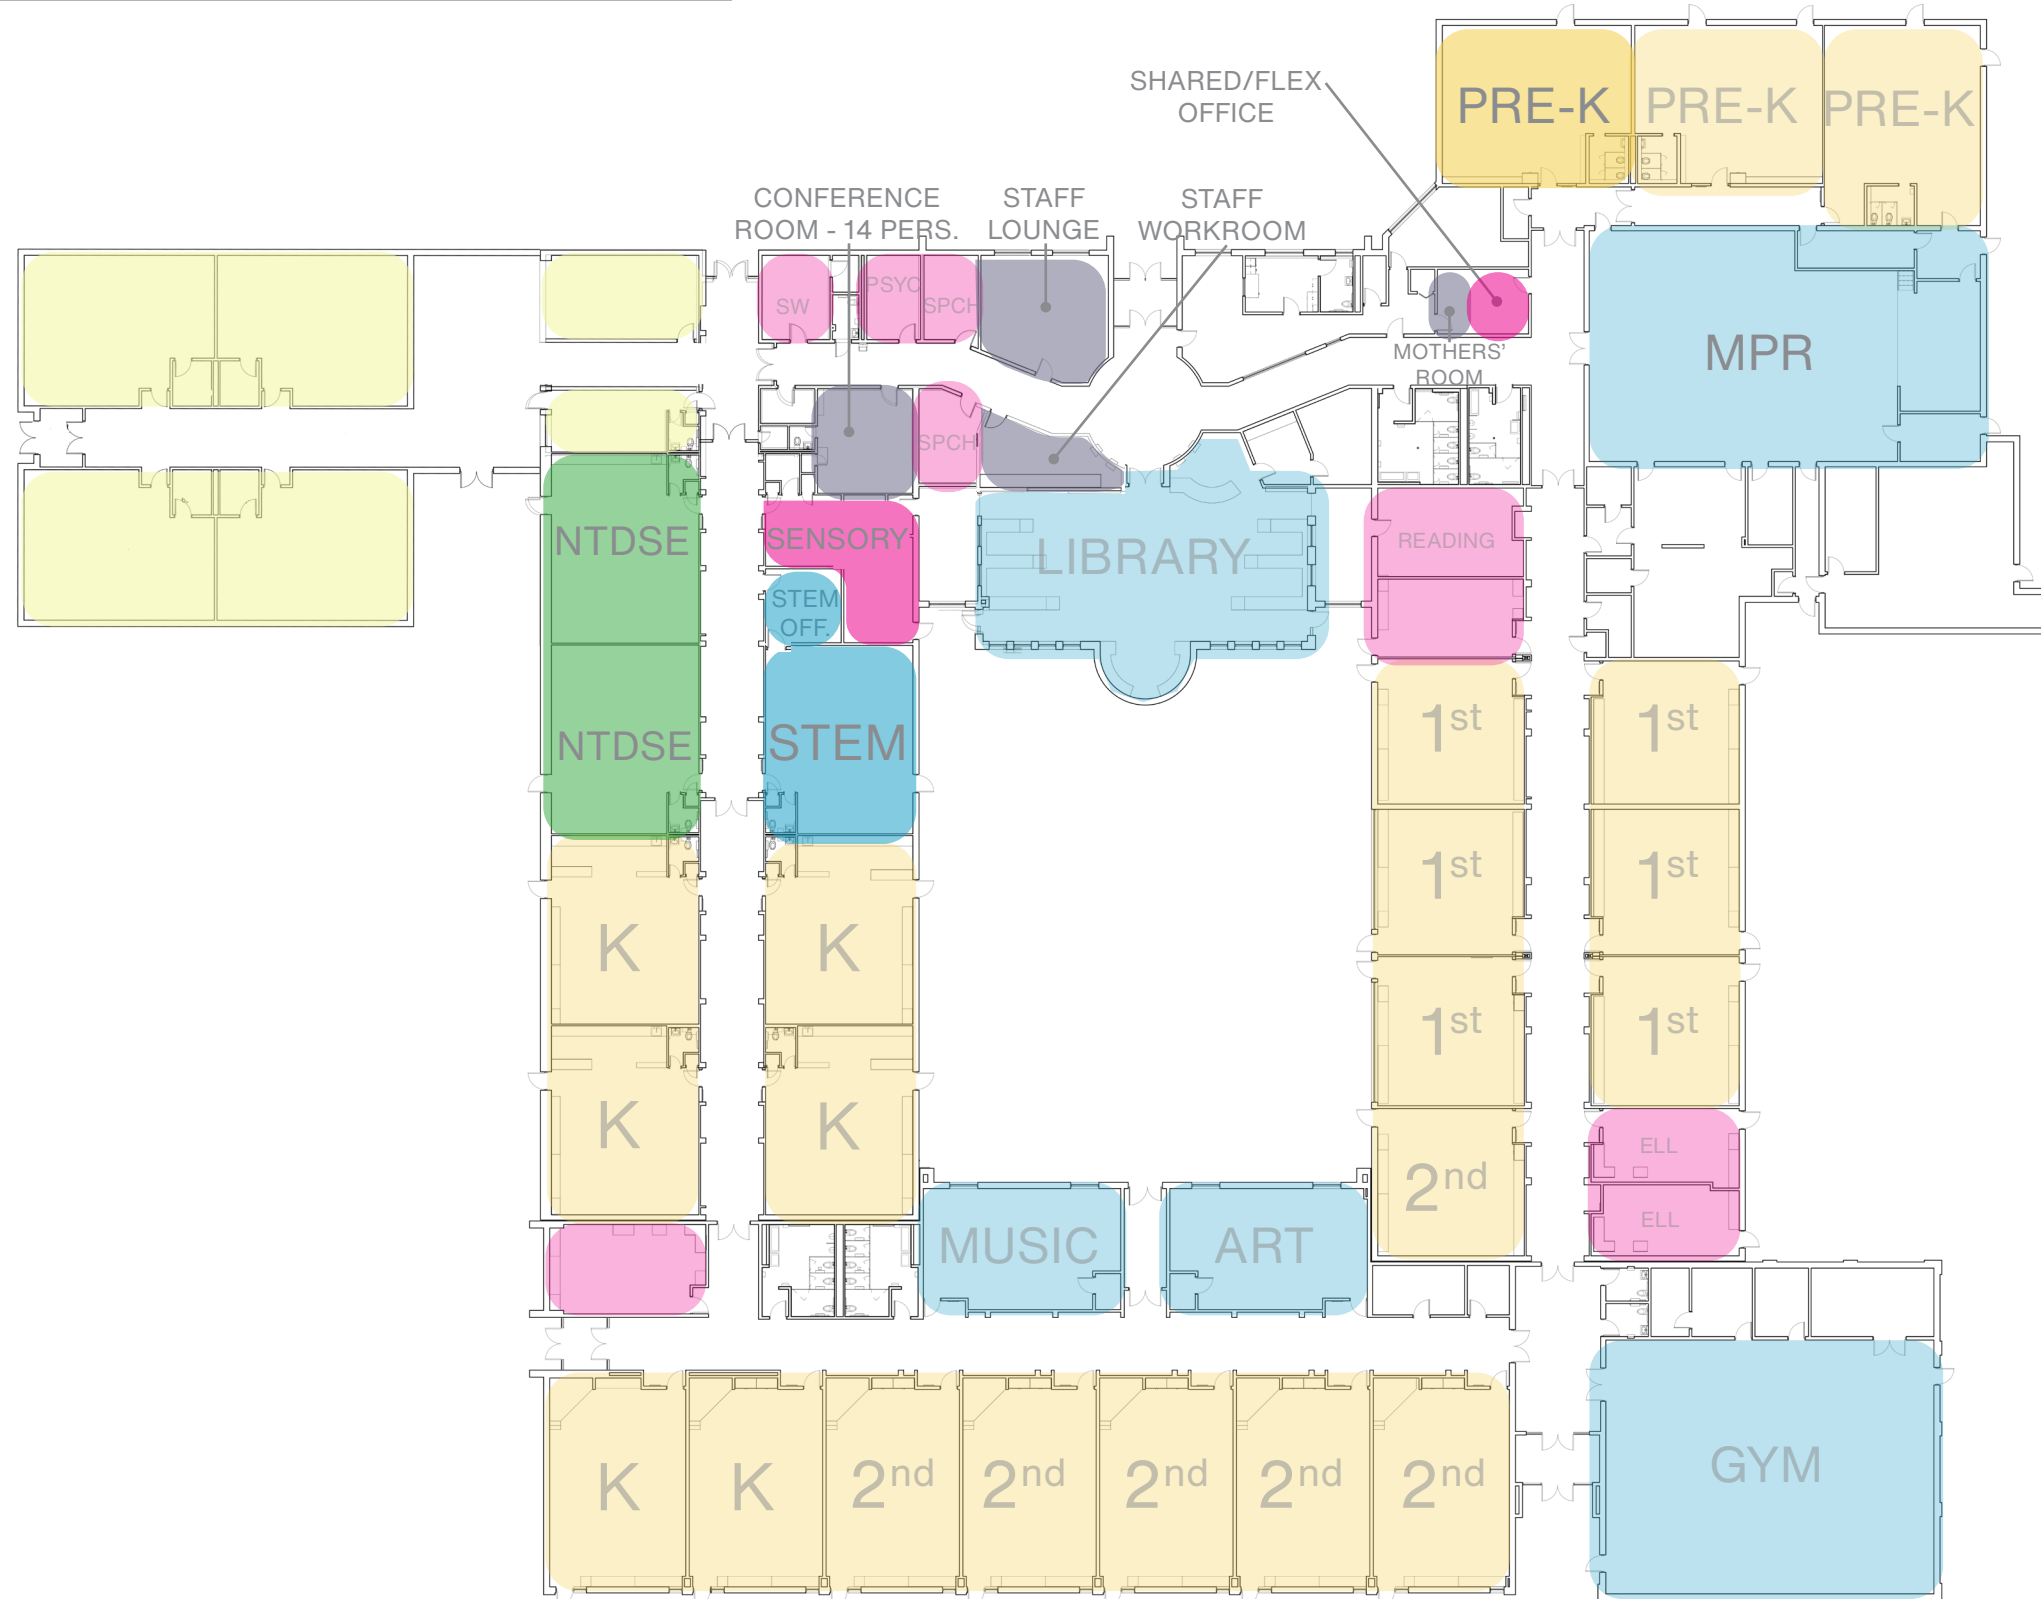 SHARED/FLEX
OFFICE
PRE-K
PRE-K
PRE-K
CONFERENCE
ROOM - 14 PERS.
STAFF
LOUNGE
STAFF
WORKROOM
SW
PSYC
SPCH
MOTHERS'
ROOM
MPR
SPCH
NTDSE
SENSORY
LIBRARY
READING
STEM
OFF.
NTDSE
STEM
1st
1st
1st
1st
K
K
1st
1st
K
K
2nd
ELL
ELL
MUSIC
ART
K
K
2nd
2nd
2nd
2nd
2nd
GYM